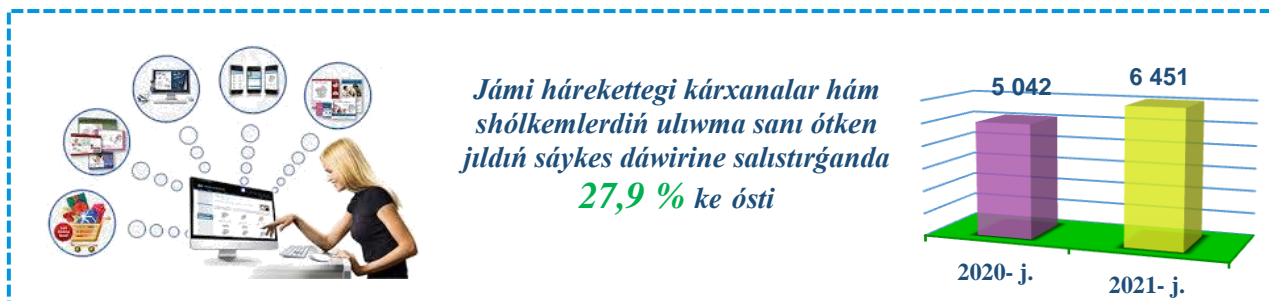 Jámi hárekettegi kárxanalar hám
shólkemlerdiń ulıwma sanı ótken
jıldıń sáykes dáwirine salıstırǵanda
27,9 % ke ósti
5 042
6 451
2020- j.
2021- j.